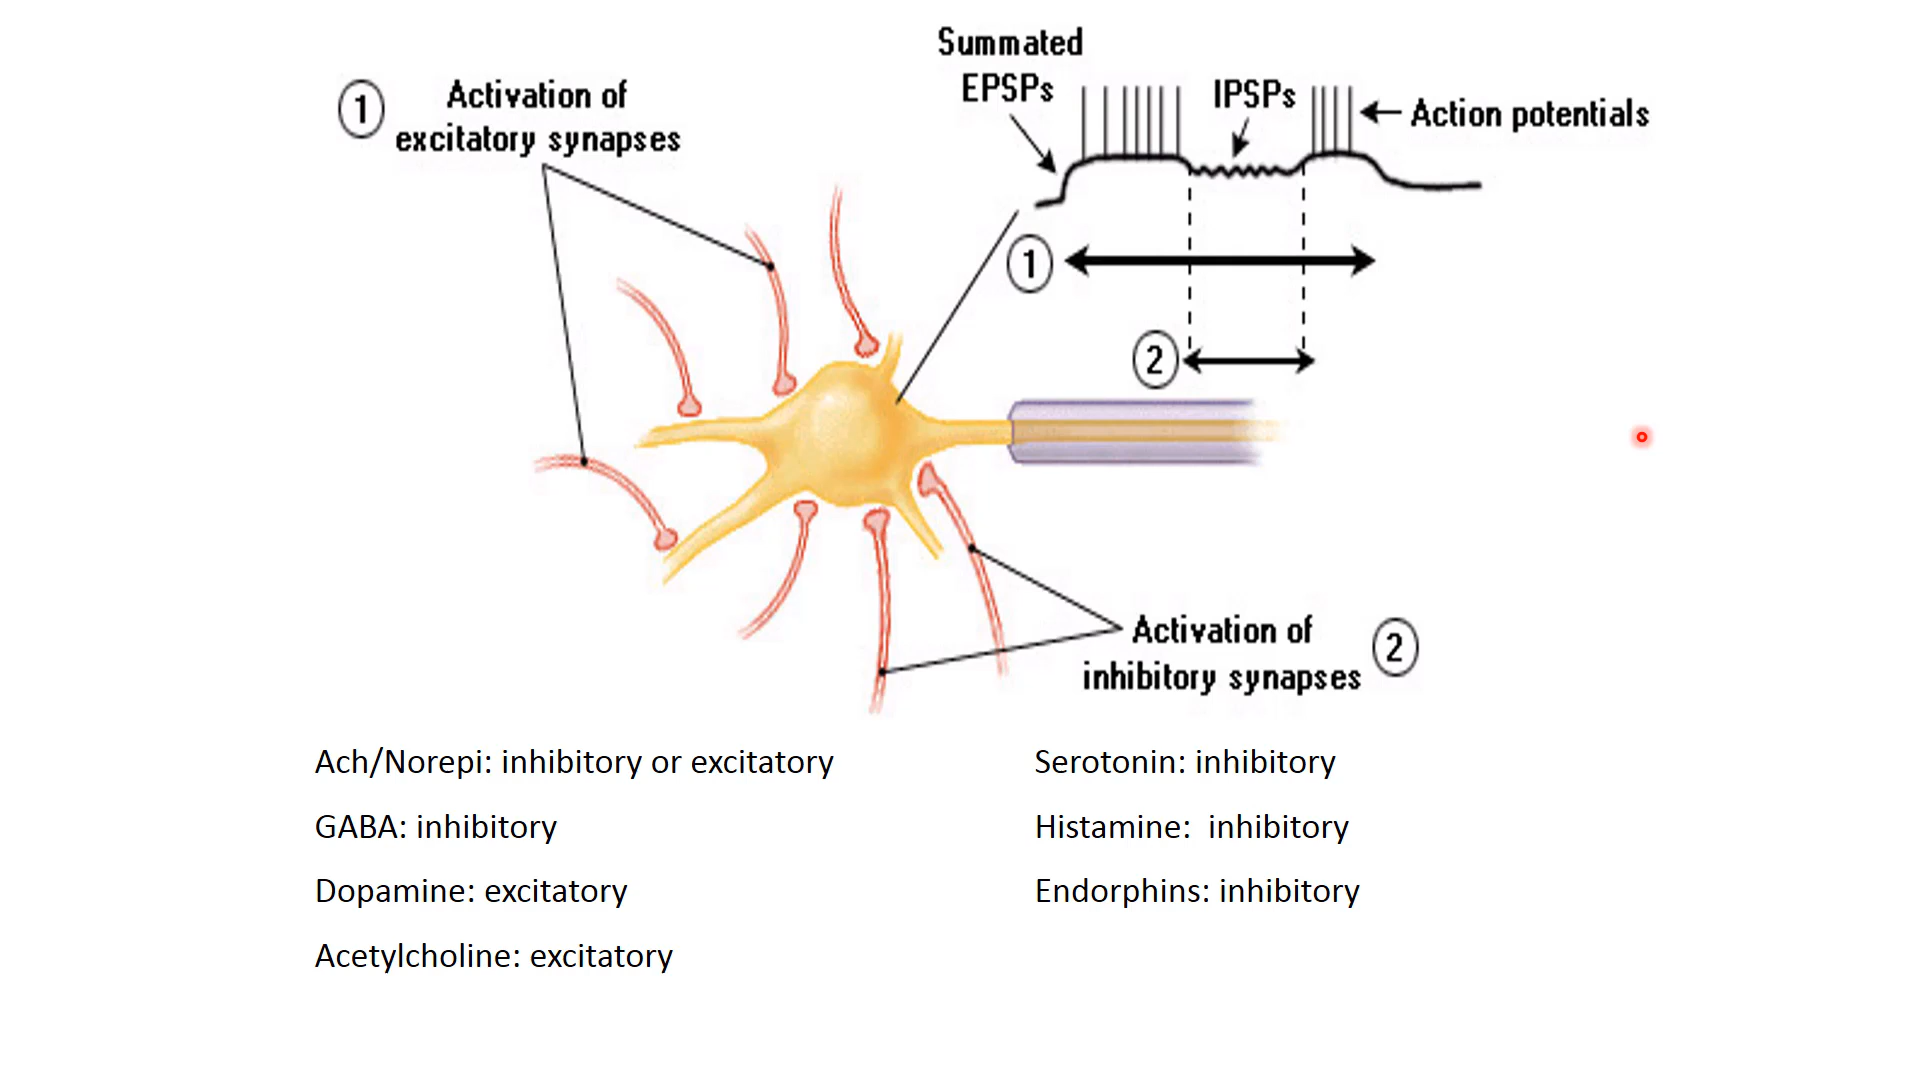 Summated
EPSPs
IPSPs
Action potentials
1
Activation of
excitatory synapses
1
2
Activation of
inhibitory synapses
2
Ach/Norepi: inhibitory or excitatory
GABA: inhibitory
Dopamine: excitatory
Acetylcholine: excitatory
Serotonin: inhibitory
Histamine:  inhibitory
Endorphins: inhibitory